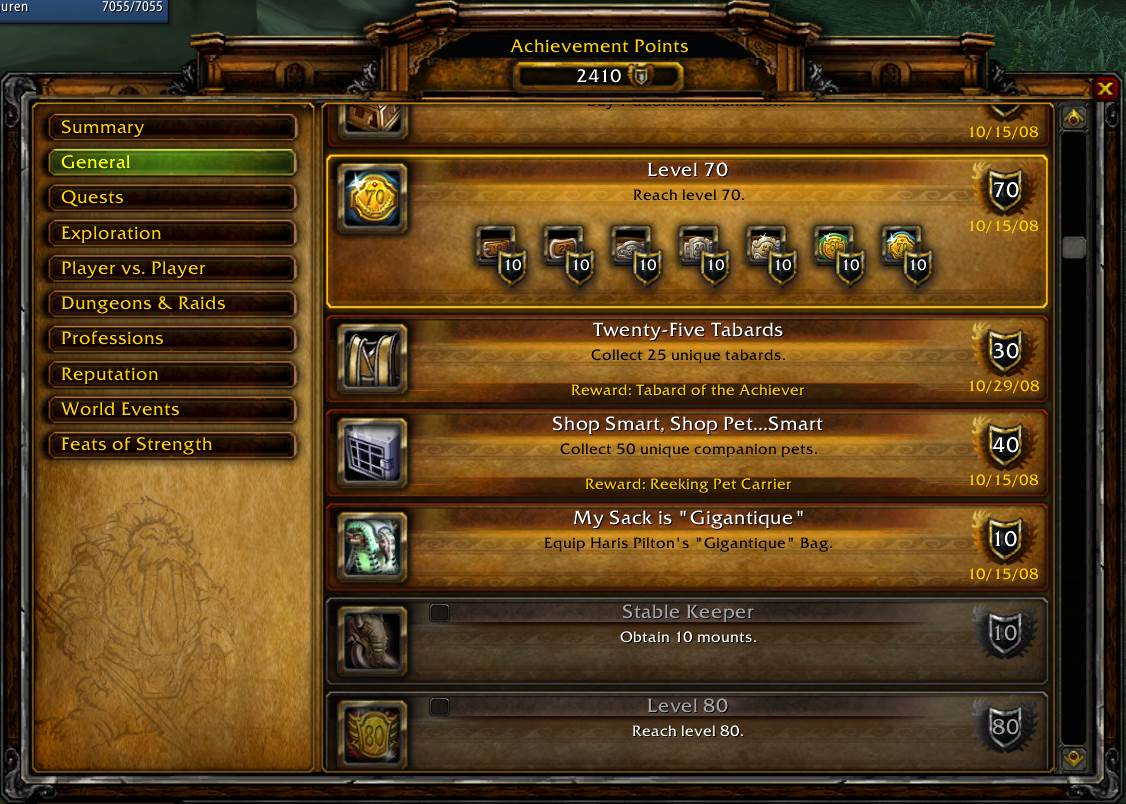 uren 7055/7055
Achievement Points
2410
Summary
General
Quests
Exploration
Player vs. Player
Dungeons & Raids
Professions
Reputation
World Events
Feats of Strength
10/15/08
Level 70
Reach level 70.
70
70
10/15/08
10 10 10 10 10 10 10
Twenty-Five Tabards
Collect 25 unique tabards.
Reward: Tabard of the Achiever
30
10/29/08
Shop Smart, Shop Pet...Smart
Collect 50 unique companion pets.
Reward: Reeking Pet Carrier
40
10/15/08
My Sack is "Gigantique"
Equip Haris Pilton's "Gigantique" Bag.
10
10/15/08
Stable Keeper
Obtain 10 mounts.
10
Level 80
Reach level 80.
80
80